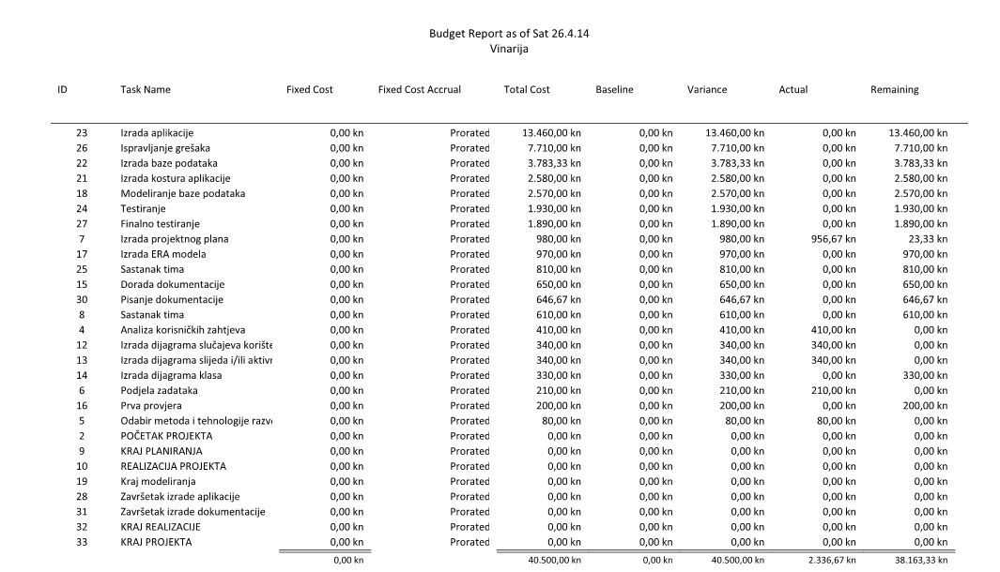 Budget Report as of Sat 26.4.14
Vinarija
ID Task Name Fixed Cost Fixed Cost Accrual Total Cost Baseline Variance Actual Remaining
23 Izrada aplikacije 0,00 kn Prorated 13.460,00 kn 0,00 kn 13.460,00 kn 0,00 kn 13.460,00 kn
26 Ispravljanje grešaka 0,00 kn Prorated 7.710,00 kn 0,00 kn 7.710,00 kn 0,00 kn 7.710,00 kn
22 Izrada baze podataka 0,00 kn Prorated 3.783,33 kn 0,00 kn 3.783,33 kn 0,00 kn 3.783,33 kn
21 Izrada kostura aplikacije 0,00 kn Prorated 2.580,00 kn 0,00 kn 2.580,00 kn 0,00 kn 2.580,00 kn
18 Modeliranje baze podataka 0,00 kn Prorated 2.570,00 kn 0,00 kn 2.570,00 kn 0,00 kn 2.570,00 kn
24 Testiranje 0,00 kn Prorated 1.930,00 kn 0,00 kn 1.930,00 kn 0,00 kn 1.930,00 kn
27 Finalno testiranje 0,00 kn Prorated 1.890,00 kn 0,00 kn 1.890,00 kn 0,00 kn 1.890,00 kn
7 Izrada projektnog plana 0,00 kn Prorated 980,00 kn 0,00 kn 980,00 kn 956,67 kn 23,33 kn
17 Izrada ERA modela 0,00 kn Prorated 970,00 kn 0,00 kn 970,00 kn 0,00 kn 970,00 kn
25 Sastanak tima 0,00 kn Prorated 810,00 kn 0,00 kn 810,00 kn 0,00 kn 810,00 kn
15 Dorada dokumentacije 0,00 kn Prorated 650,00 kn 0,00 kn 650,00 kn 0,00 kn 650,00 kn
30 Pisanje dokumentacije 0,00 kn Prorated 646,67 kn 0,00 kn 646,67 kn 0,00 kn 646,67 kn
8 Sastanak tima 0,00 kn Prorated 610,00 kn 0,00 kn 610,00 kn 0,00 kn 610,00 kn
4 Analiza korisničkih zahtjeva 0,00 kn Prorated 410,00 kn 0,00 kn 410,00 kn 410,00 kn 0,00 kn
12 Izrada dijagrama slučajeva korište 0,00 kn Prorated 340,00 kn 0,00 kn 340,00 kn 340,00 kn 0,00 kn
13 Izrada dijagrama slijeda i/ili aktivn 0,00 kn Prorated 340,00 kn 0,00 kn 340,00 kn 340,00 kn 0,00 kn
14 Izrada dijagrama klasa 0,00 kn Prorated 330,00 kn 0,00 kn 330,00 kn 0,00 kn 330,00 kn
6 Podjela zadataka 0,00 kn Prorated 210,00 kn 0,00 kn 210,00 kn 210,00 kn 0,00 kn
16 Prva provjera 0,00 kn Prorated 200,00 kn 0,00 kn 200,00 kn 0,00 kn 200,00 kn
5 Odabir metoda i tehnologije razvo 0,00 kn Prorated 80,00 kn 0,00 kn 80,00 kn 80,00 kn 0,00 kn
2 POČETAK PROJEKTA 0,00 kn Prorated 0,00 kn 0,00 kn 0,00 kn 0,00 kn 0,00 kn
9 KRAJ PLANIRANJA 0,00 kn Prorated 0,00 kn 0,00 kn 0,00 kn 0,00 kn 0,00 kn
10 REALIZACIJA PROJEKTA 0,00 kn Prorated 0,00 kn 0,00 kn 0,00 kn 0,00 kn 0,00 kn
19 Kraj modeliranja 0,00 kn Prorated 0,00 kn 0,00 kn 0,00 kn 0,00 kn 0,00 kn
28 Završetak izrade aplikacije 0,00 kn Prorated 0,00 kn 0,00 kn 0,00 kn 0,00 kn 0,00 kn
31 Završetak izrade dokumentacije 0,00 kn Prorated 0,00 kn 0,00 kn 0,00 kn 0,00 kn 0,00 kn
32 KRAJ REALIZACIJE 0,00 kn Prorated 0,00 kn 0,00 kn 0,00 kn 0,00 kn 0,00 kn
33 KRAJ PROJEKTA 0,00 kn Prorated 0,00 kn 0,00 kn 0,00 kn 0,00 kn 0,00 kn
0,00 kn 40.500,00 kn 0,00 kn 40.500,00 kn 2.336,67 kn 38.163,33 kn